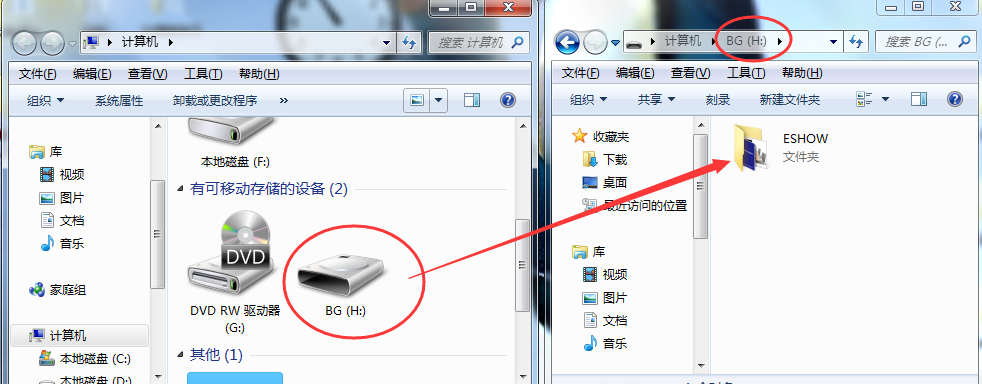 计算机
搜索 计算机
文件(F) 编辑(E) 查看(V) 工具(T) 帮助(H)
组织 系统属性 卸载或更改程序 »
库
视频
图片
文档
音乐
家庭组
计算机
本地磁盘 (C:)
本地磁盘 (D:)
本地磁盘 (F:)
有可移动存储的设备 (2)
DVD
DVD RW 驱动器
(G:)
BG (H:)
其他 (1)
计算机 BG (H:)
搜索 BG (...
文件(F) 编辑(E) 查看(V) 工具(T) 帮助(H)
组织 共享 刻录 新建文件夹
收藏夹
下载
桌面
最近访问的位置
库
视频
图片
文档
音乐
ESHOW
文件夹